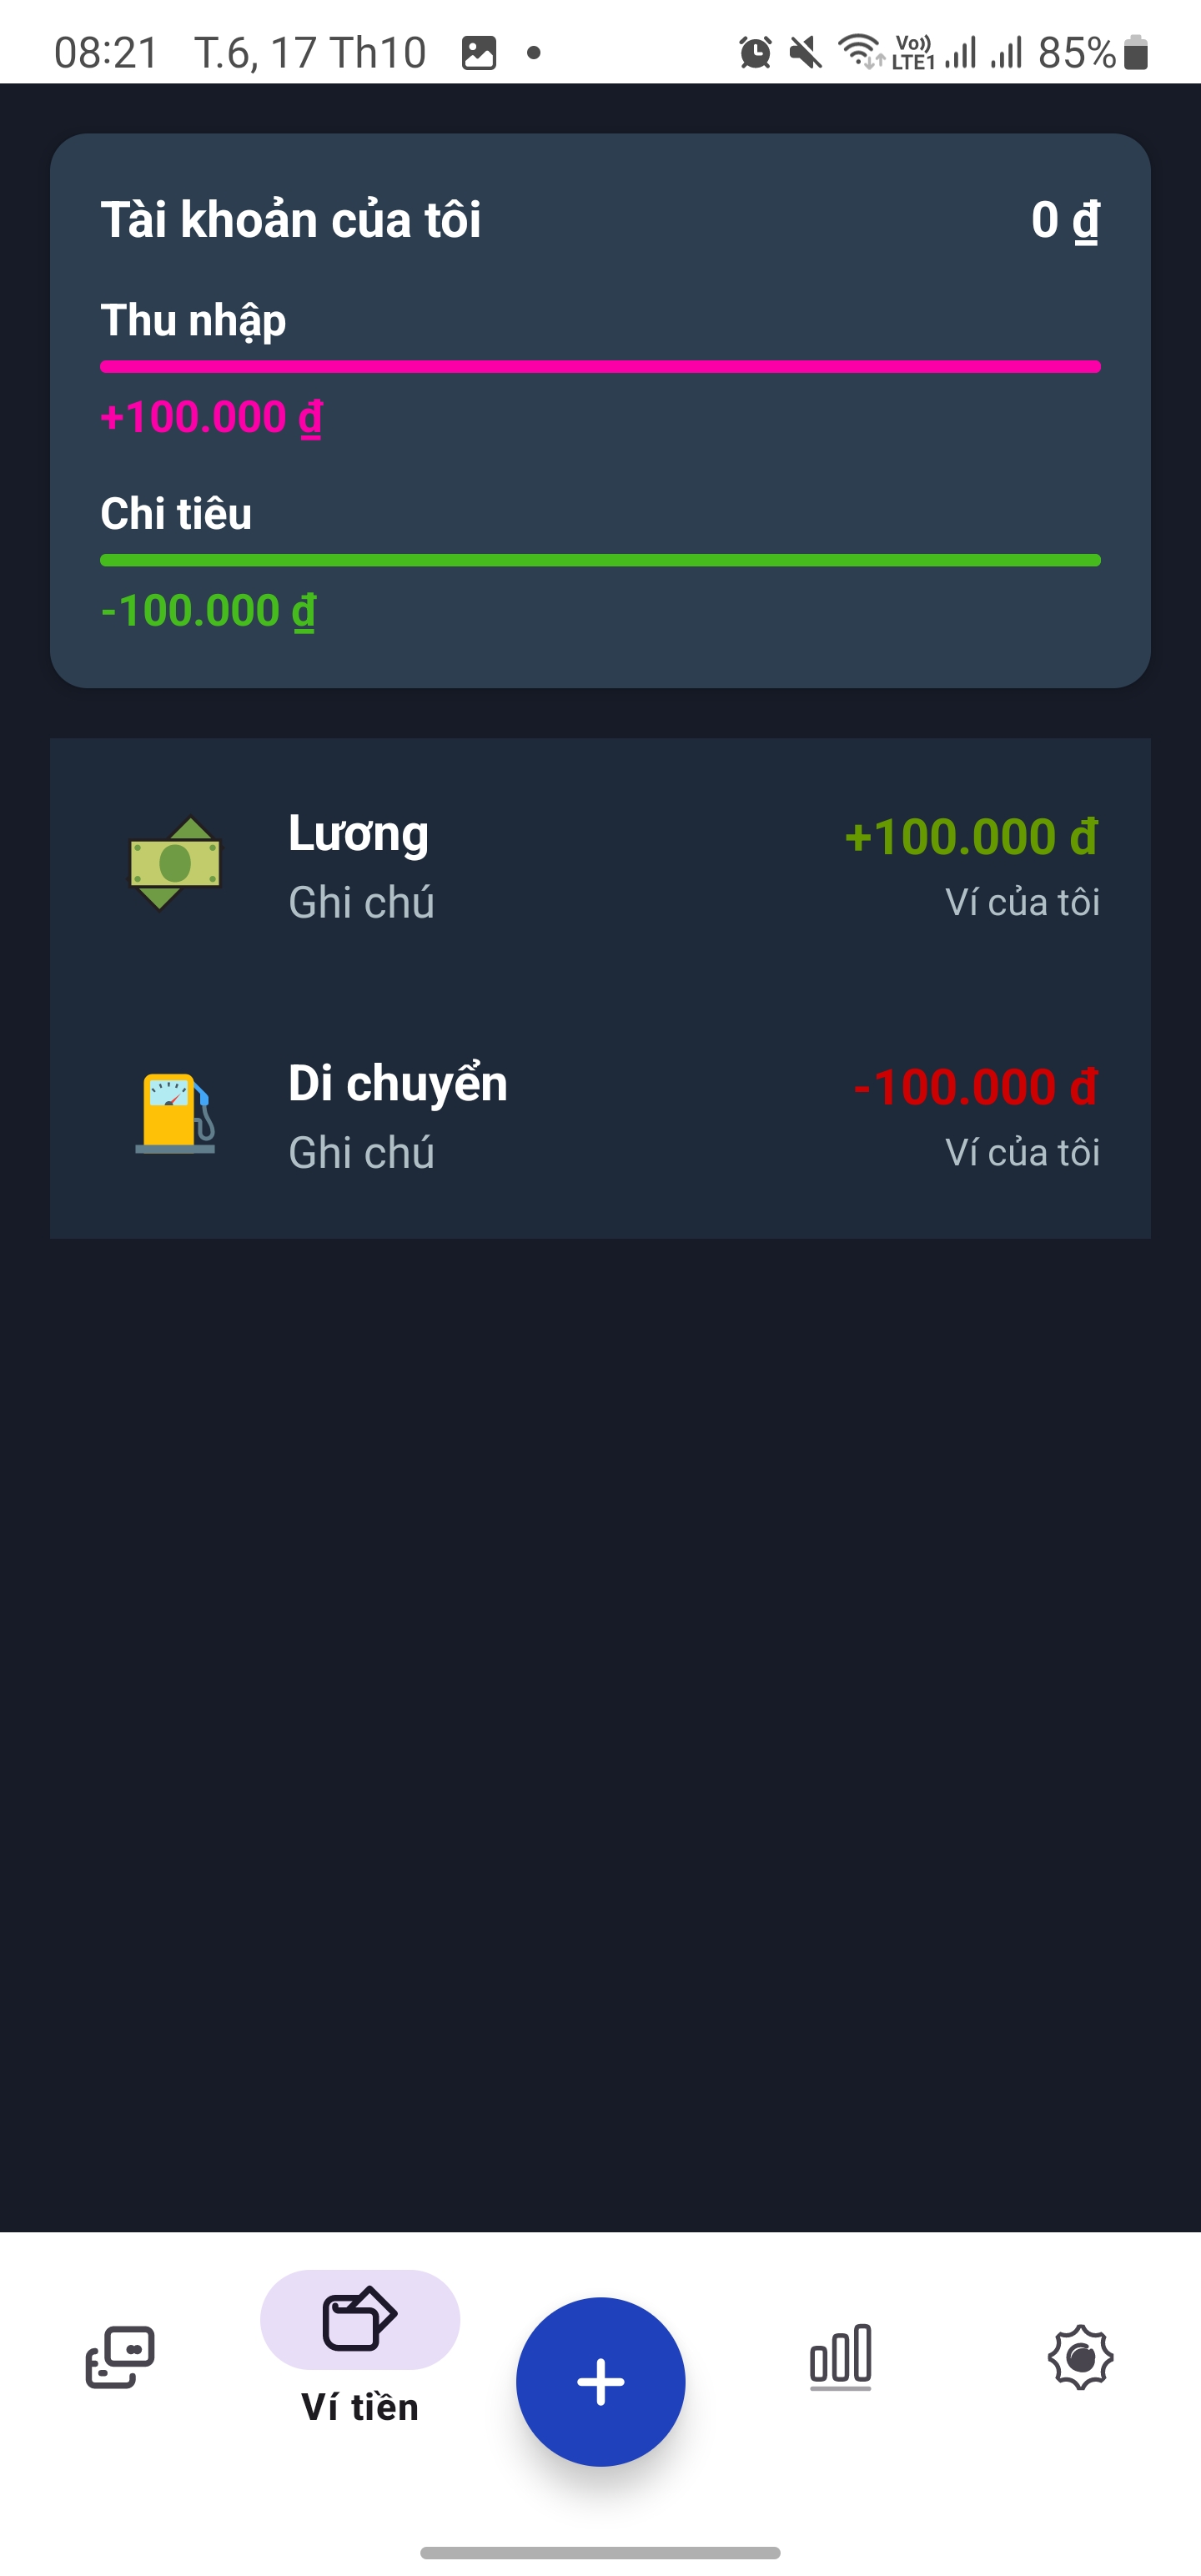 08:21 T.6, 17 Th10 Vo)) LTE1 85%
Tài khoản của tôi 0 ₫
Thu nhập
+100.000 ₫
Chi tiêu
-100.000 ₫
Lương +100.000 đ
Ghi chú Ví của tôi
Di chuyển -100.000 đ
Ghi chú Ví của tôi
Ví tiền